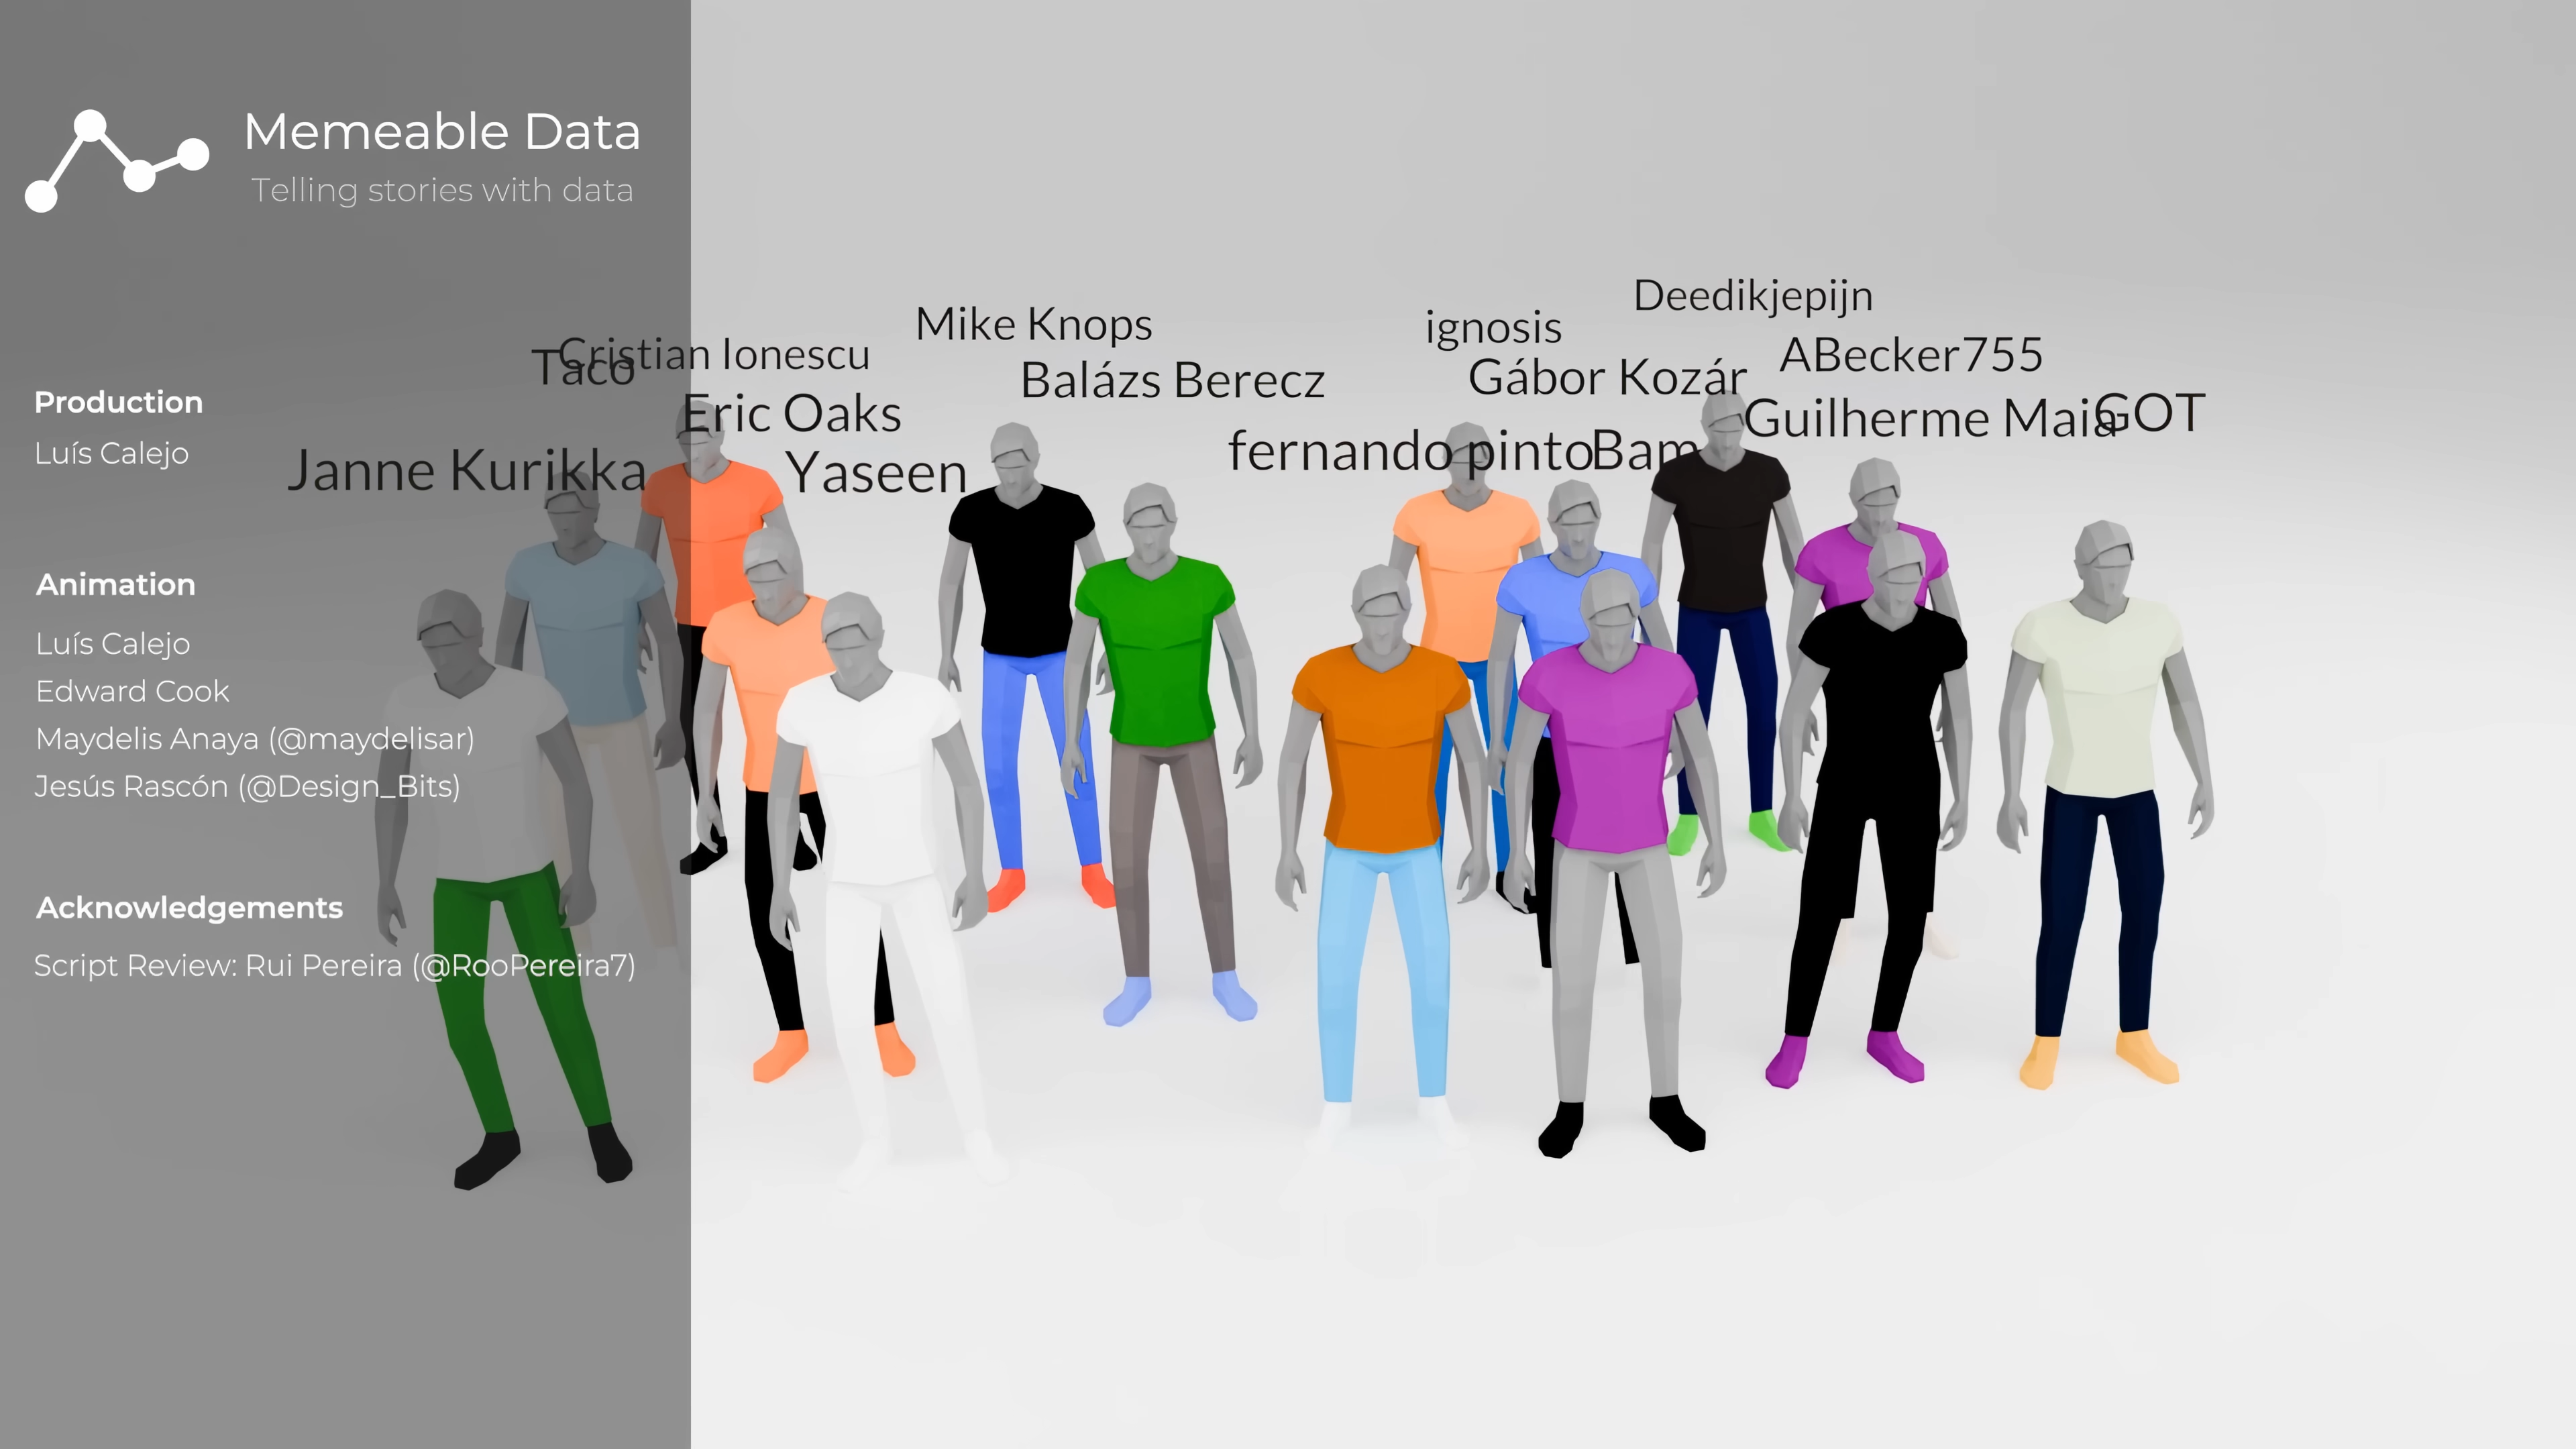 Memeable Data
Telling stories with data
Production
Luís Calejo
Animation
Luís Calejo
Edward Cook
Maydelis Anaya (@maydelisar)
Jesús Rascón (@Design_Bits)
Acknowledgements
Script Review: Rui Pereira (@RooPereira7)
Deedikjepijn
Mike Knops
ignosis
Cristian Ionescu
ABecker755
Taco
Balázs Berecz
Gábor Kozár
Eric Oaks
Guilherme Maia
GOT
fernando pinto
Bam
Janne Kurikka
Yaseen